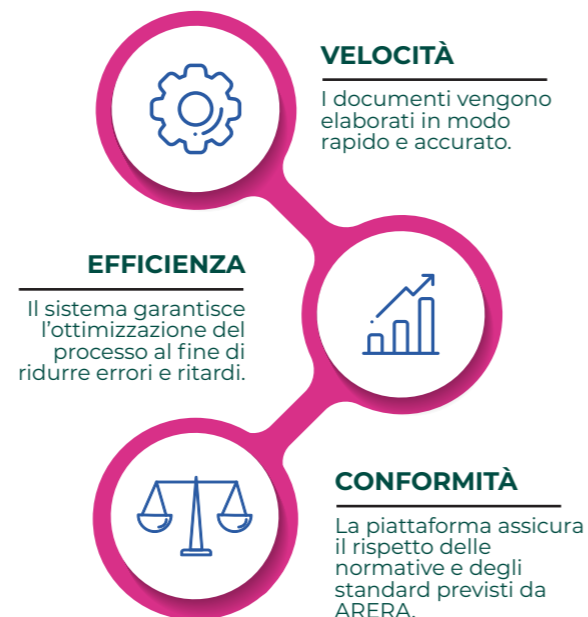 VELOCITÀ
I documenti vengono
elaborati in modo
rapido e accurato.
EFFICIENZA
Il sistema garantisce
l'ottimizzazione del
processo al fine di
ridurre errori e ritardi.
CONFORMITÀ
La piattaforma assicura
il rispetto delle
normative e degli
standard previsti da
ARERA.